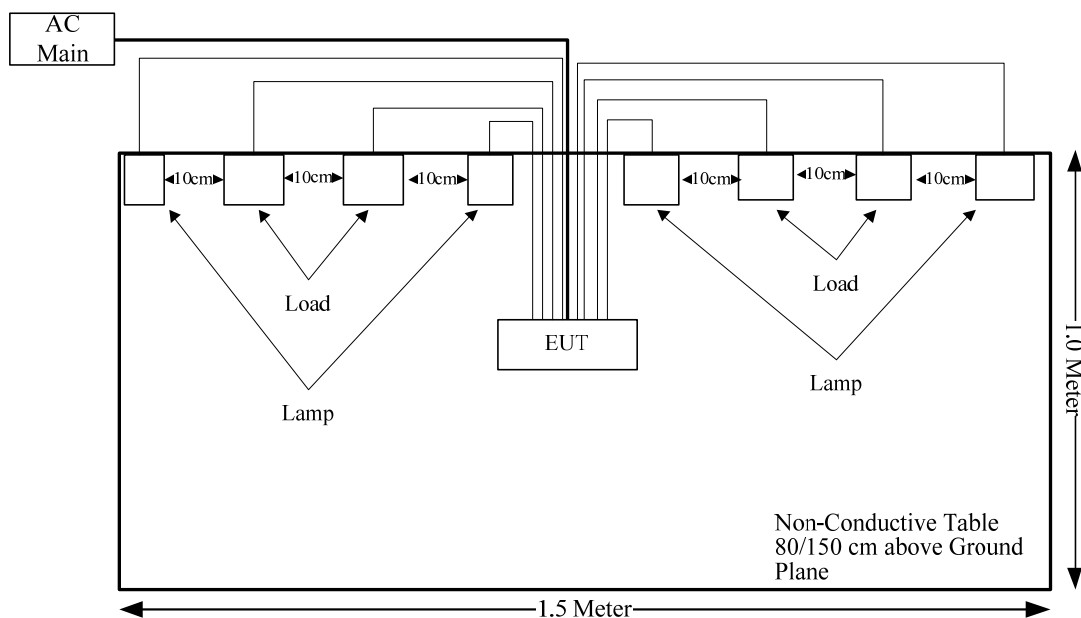 AC
Main
10cm
10cm
10cm
10cm
10cm
10cm
Load
Load
EUT
Lamp
Lamp
1.0 Meter
Non-Conductive Table
80/150 cm above Ground
Plane
1.5 Meter